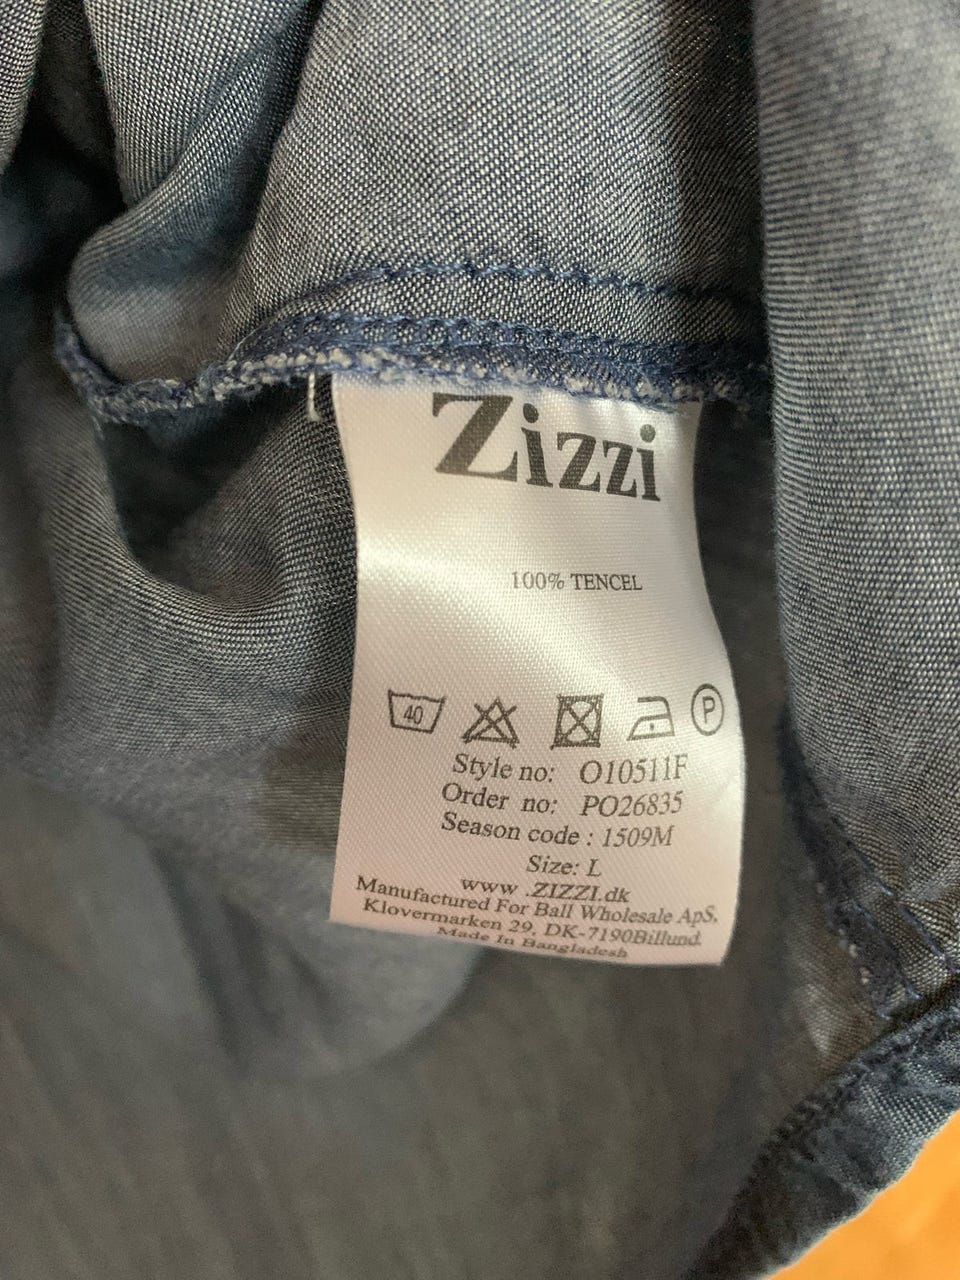 Zizzi
100% TENCEL
40 P
Style no: O10511F
Order no: PO26835
Season code : 1509M
Size: L
www .ZIZZI.dk
Manufactured For Ball Wholesale ApS,
Klovermarken 29, DK-7190Billund.
Made In Bangladesh